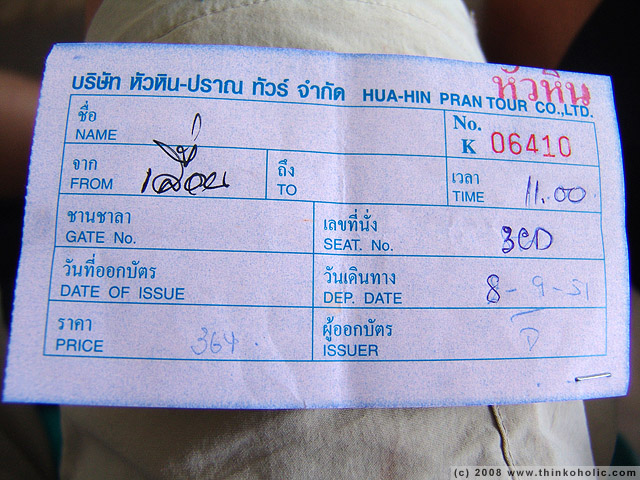 บริษัท หัวหิน-ปราณ ทัวร์ จำกัด HUA-HIN PRAN TOUR CO.,LTD.
หัวหิน
ชื่อ
NAME
No.
K 06410
จาก
FROM
ถึง
TO
เวลา
TIME 11.00
ชานชาลา
GATE No.
เลขที่นั่ง
SEAT. No. 3CD
วันที่ออกบัตร
DATE OF ISSUE
วันเดินทาง
DEP. DATE 8-9-51
ราคา
PRICE 364.
ผู้ออกบัตร
ISSUER
(c) 2008 www.thinkoholic.com